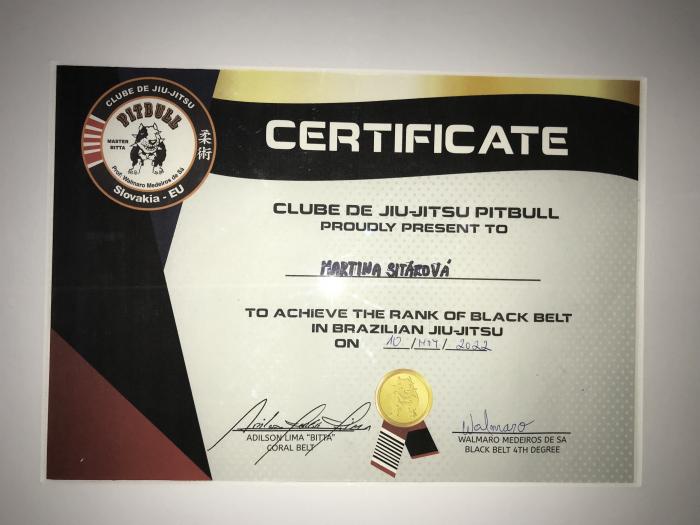 CLUBE DE JIU-JITSU
PITBULL
MASTER
BITTA
Prof. Walmaro Medeiros de Sá
Slovakia - EU
柔術
CERTIFICATE
CLUBE DE JIU-JITSU PITBULL
PROUDLY PRESENT TO
MARTINA SITÁROVÁ
TO ACHIEVE THE RANK OF BLACK BELT
IN BRAZILIAN JIU-JITSU
ON 10 / MAY / 2022
ADILSON LIMA "BITTA"
CORAL BELT
Walmaro
WALMARO MEDEIROS DE SA
BLACK BELT 4TH DEGREE